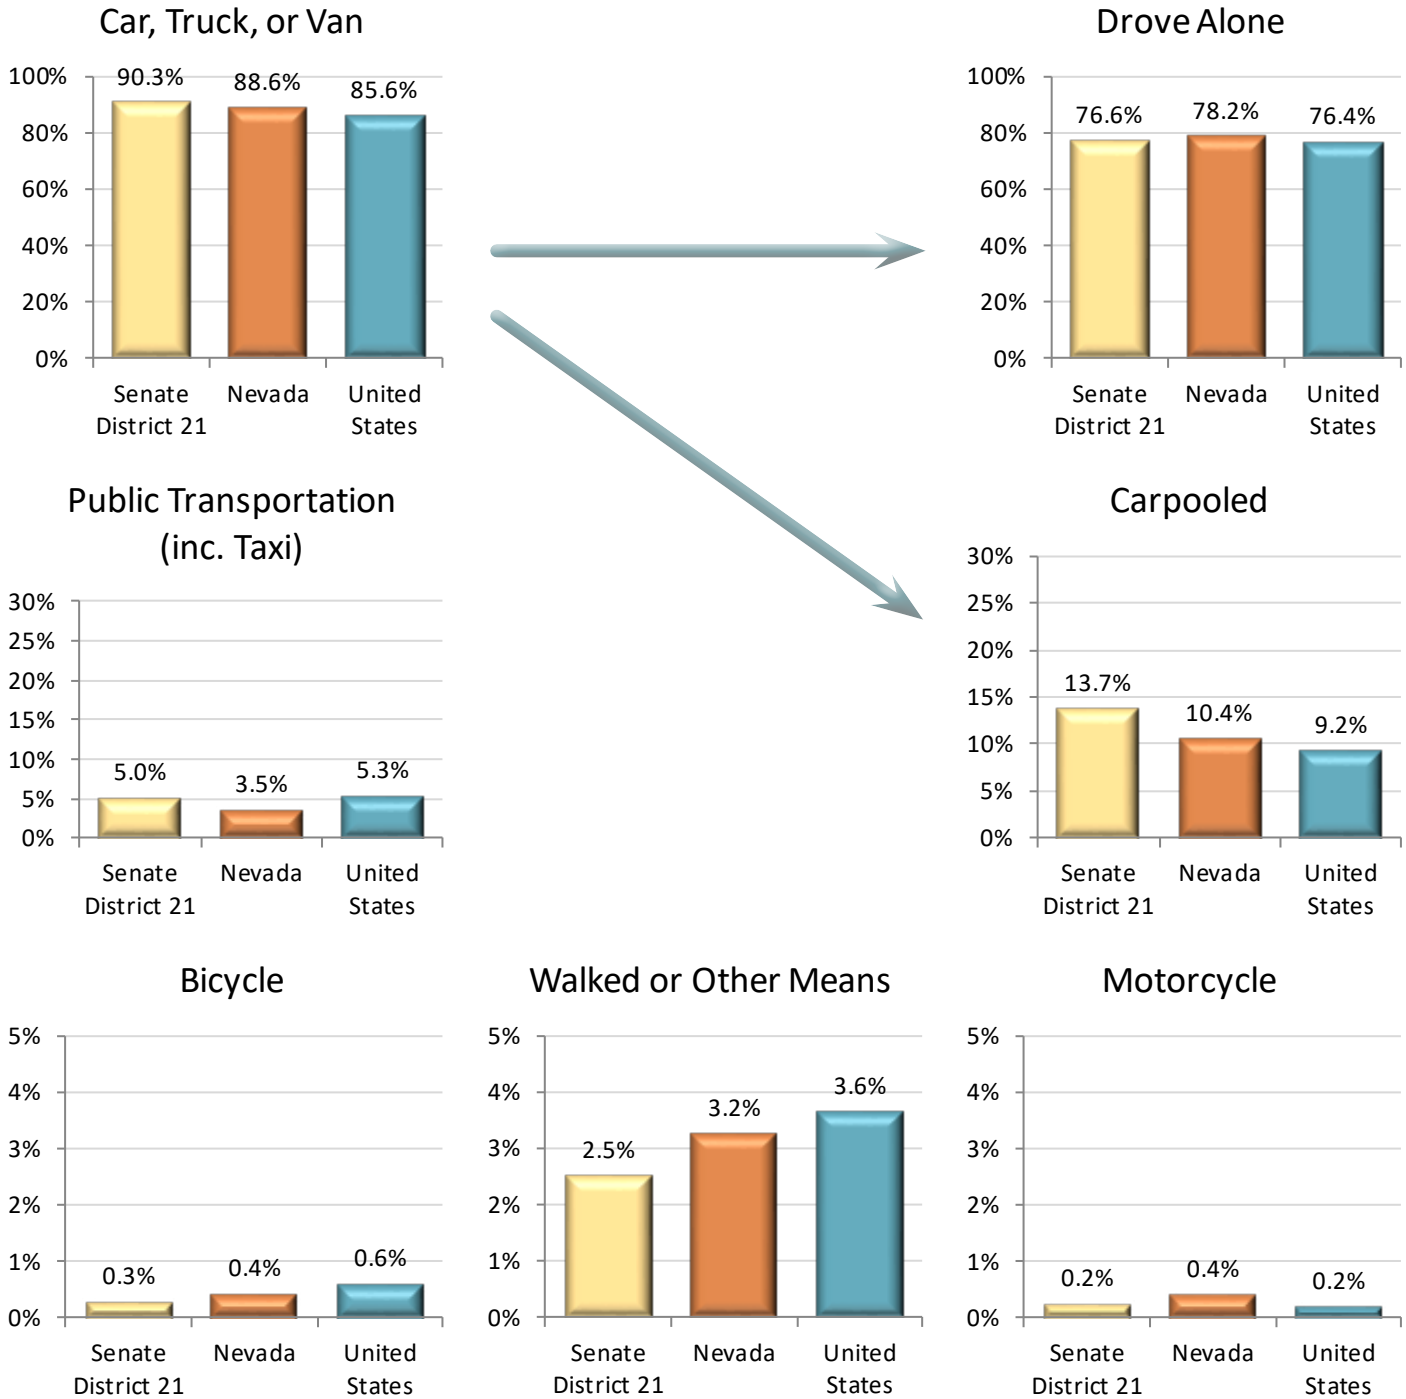 Car, Truck, or Van
100%
80%
60%
40%
20%
0%
90.3%
88.6%
85.6%
Senate
District 21
Nevada
United
States
Drove Alone
100%
80%
60%
40%
20%
0%
76.6%
78.2%
76.4%
Senate
District 21
Nevada
United
States
Public Transportation
(inc. Taxi)
30%
25%
20%
15%
10%
5%
0%
5.0%
3.5%
5.3%
Senate
District 21
Nevada
United
States
Carpooled
30%
25%
20%
15%
10%
5%
0%
13.7%
10.4%
9.2%
Senate
District 21
Nevada
United
States
Bicycle
5%
4%
3%
2%
1%
0%
0.3%
0.4%
0.6%
Senate
District 21
Nevada
United
States
Walked or Other Means
5%
4%
3%
2%
1%
0%
2.5%
3.2%
3.6%
Senate
District 21
Nevada
United
States
Motorcycle
5%
4%
3%
2%
1%
0%
0.2%
0.4%
0.2%
Senate
District 21
Nevada
United
States